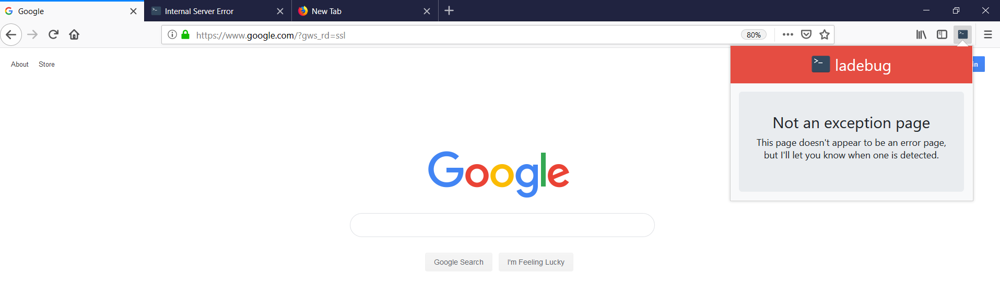 Google
Internal Server Error
New Tab
https://www.google.com/?gws_rd=ssl
80%
About
Store
in
>_ ladebug
Not an exception page
This page doesn't appear to be an error page,
but I'll let you know when one is detected.
Google
Google Search
I'm Feeling Lucky